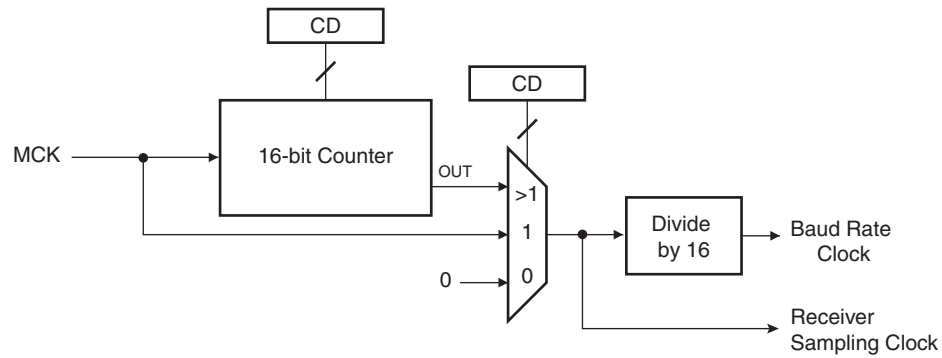 CD
CD
MCK
16-bit Counter
OUT
>1
1
0
0
Divide
by 16
Baud Rate
Clock
Receiver
Sampling Clock